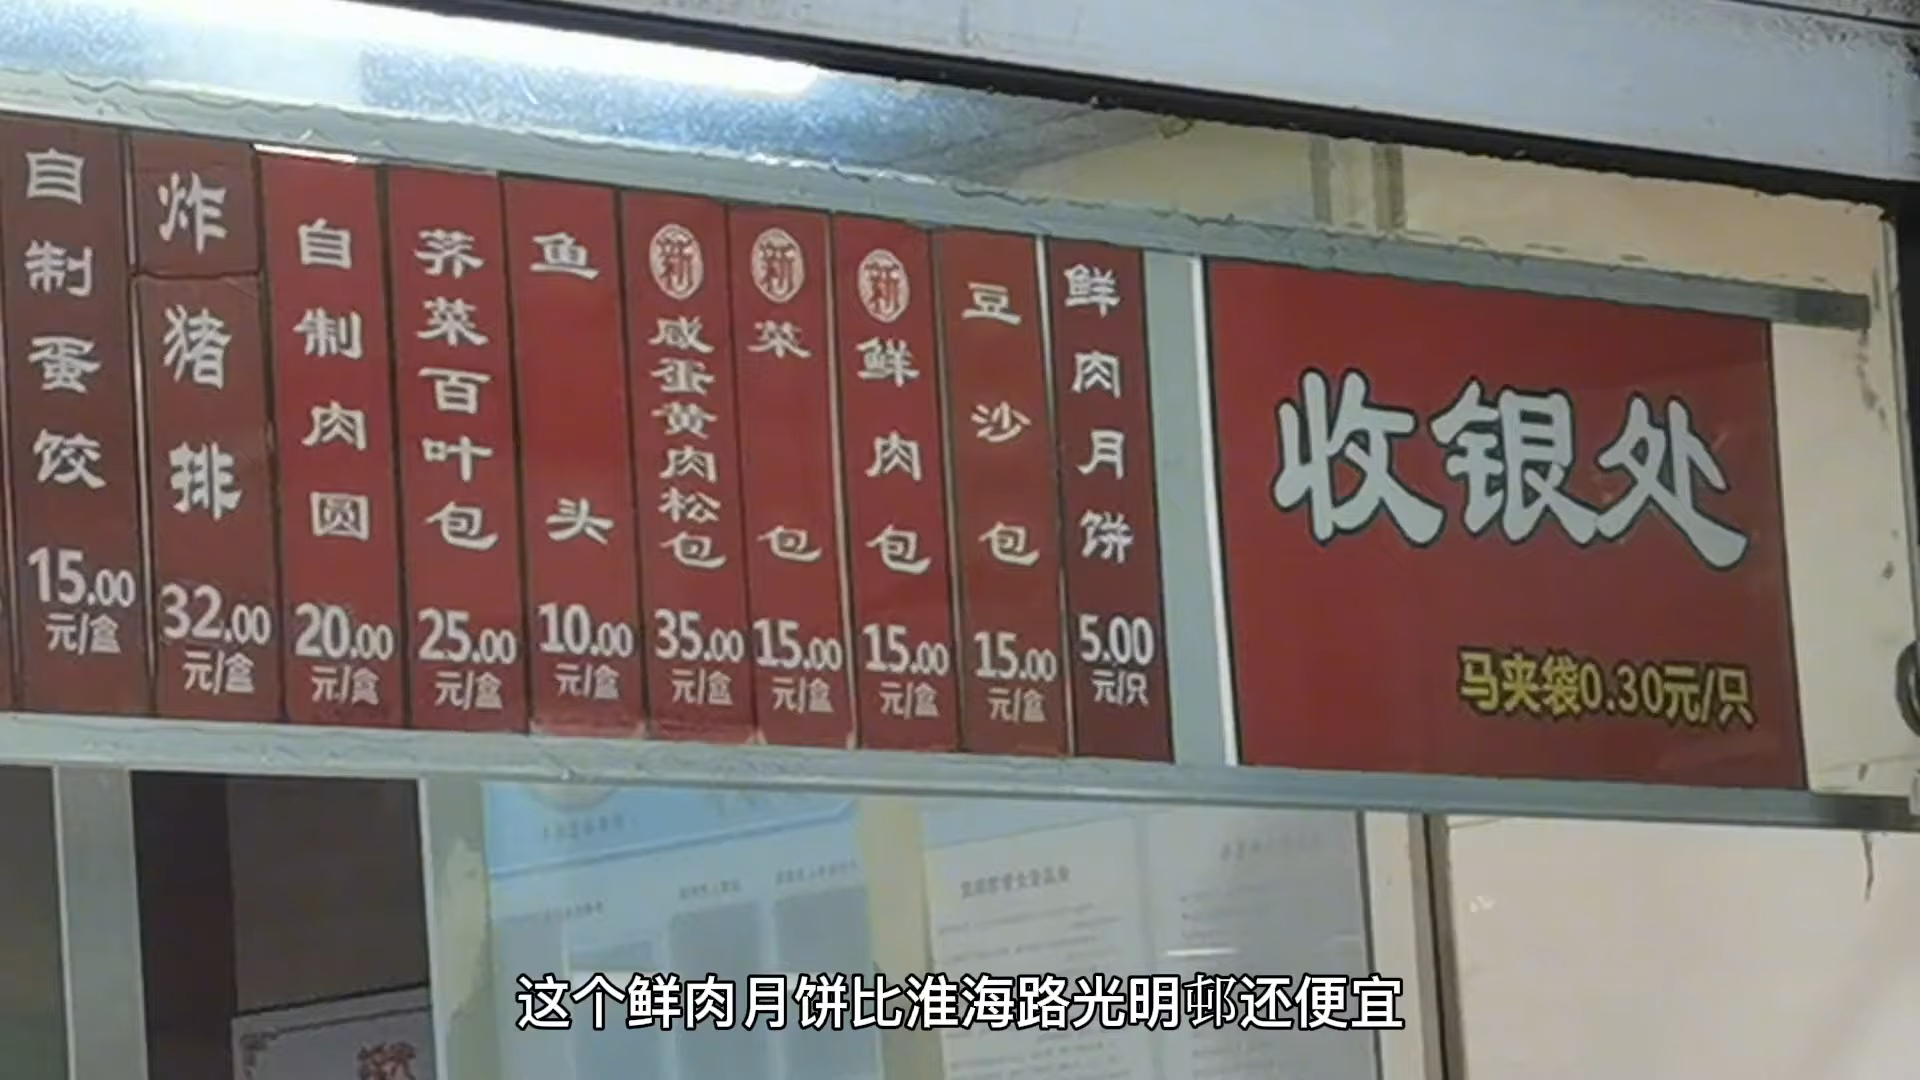 自制蛋饺
15.00
元/盒
炸猪排
32.00
元/盒
自制肉圆
20.00
元/盒
荠菜百叶包
25.00
元/盒
鱼头
10.00
元/盒
新
咸蛋黄肉松包
35.00
元/盒
新
菜包
15.00
元/盒
新
鲜肉包
15.00
元/盒
豆沙包
15.00
元/盒
鲜肉月饼
5.00
元/只
收银处
马夹袋0.30元/只
这个鲜肉月饼比淮海路光明邨还便宜